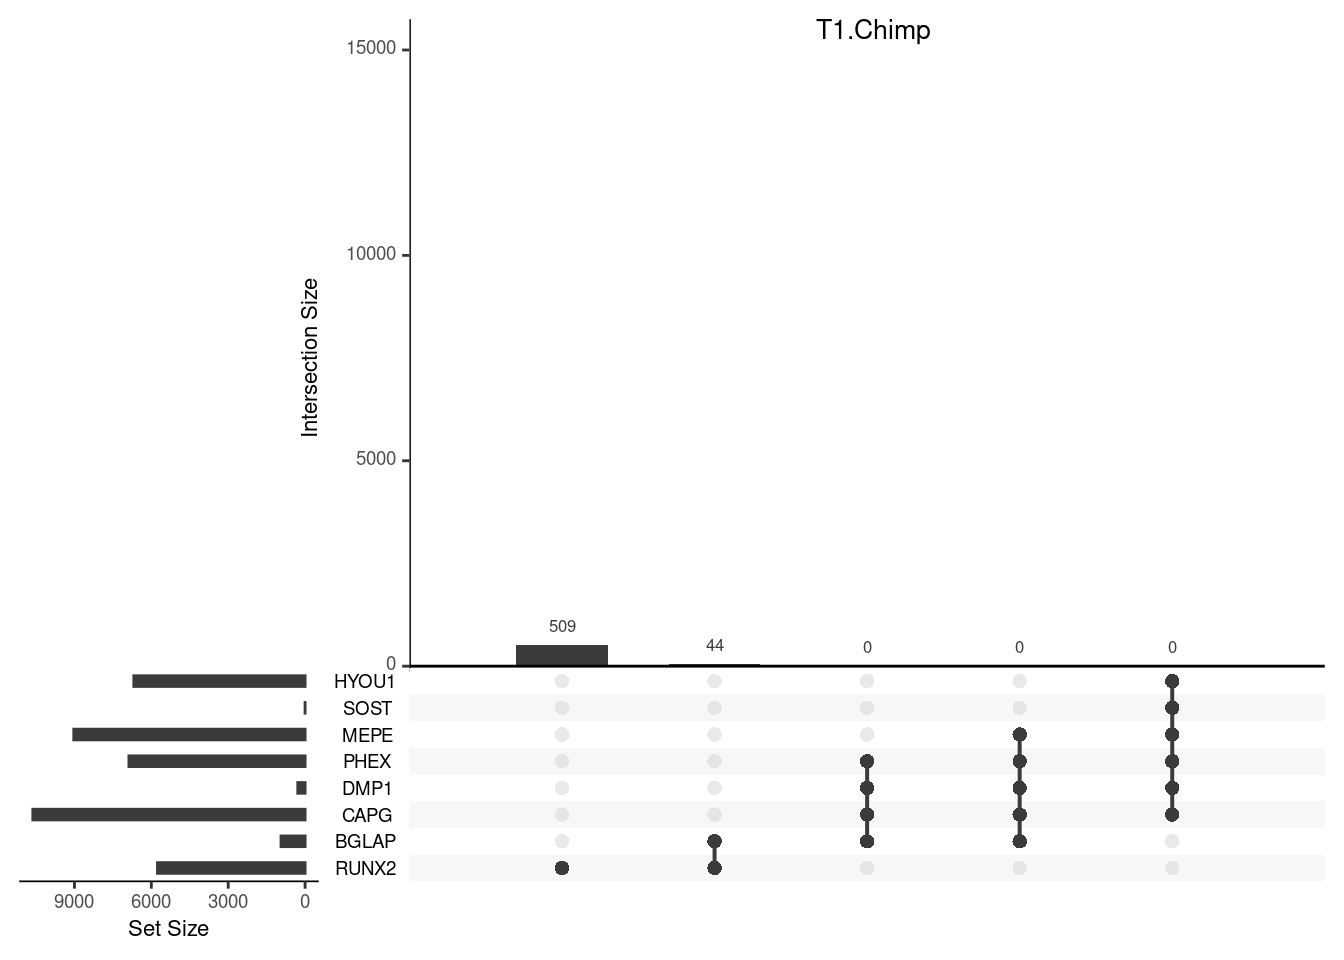 T1.Chimp
15000
10000
5000
0
Intersection Size
509
44
0
0
0
HYOU1
SOST
MEPE
PHEX
DMP1
CAPG
BGLAP
RUNX2
9000 6000 3000 0
Set Size